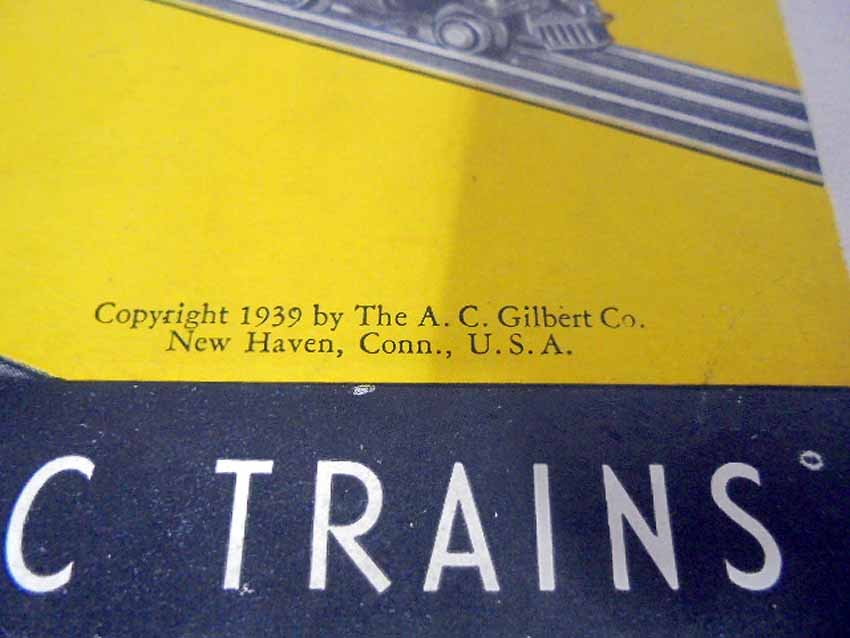 Copyright 1939 by The A. C. Gilbert Co.
New Haven, Conn., U. S. A.
C TRAINS